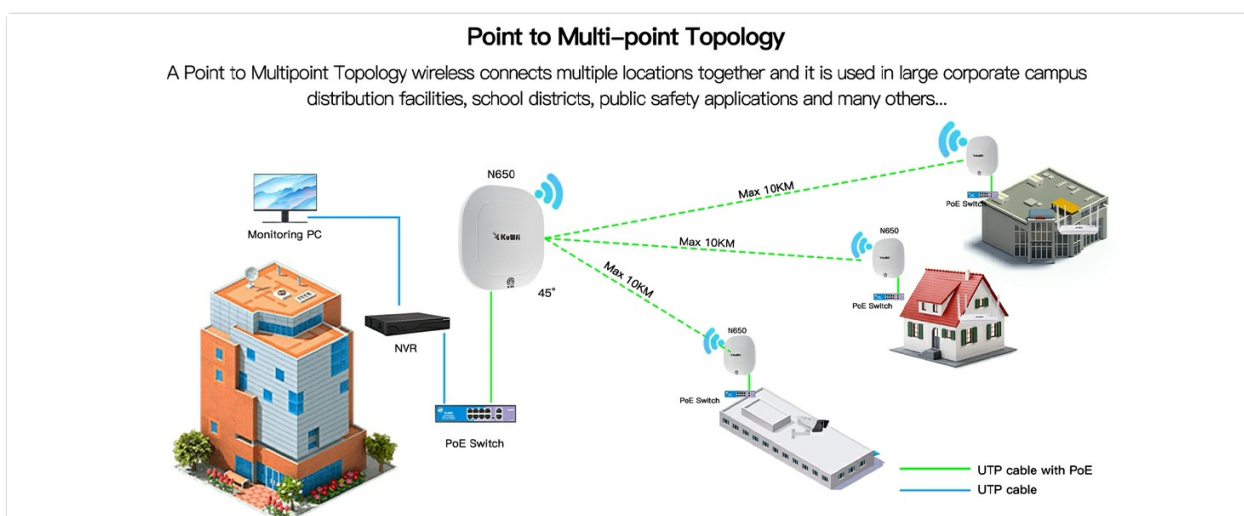 Point to Multi-point Topology
A Point to Multipoint Topology wireless connects multiple locations together and it is used in large corporate campus
distribution facilities, school districts, public safety applications and many others...
N650
Monitoring PC
KuWfi
45°
NVR
PoE Switch
Max 10KM
Max 10KM
Max 10KM
PoE Switch
N650
PoE Switch
N650
PoE Switch
UTP cable with PoE
UTP cable